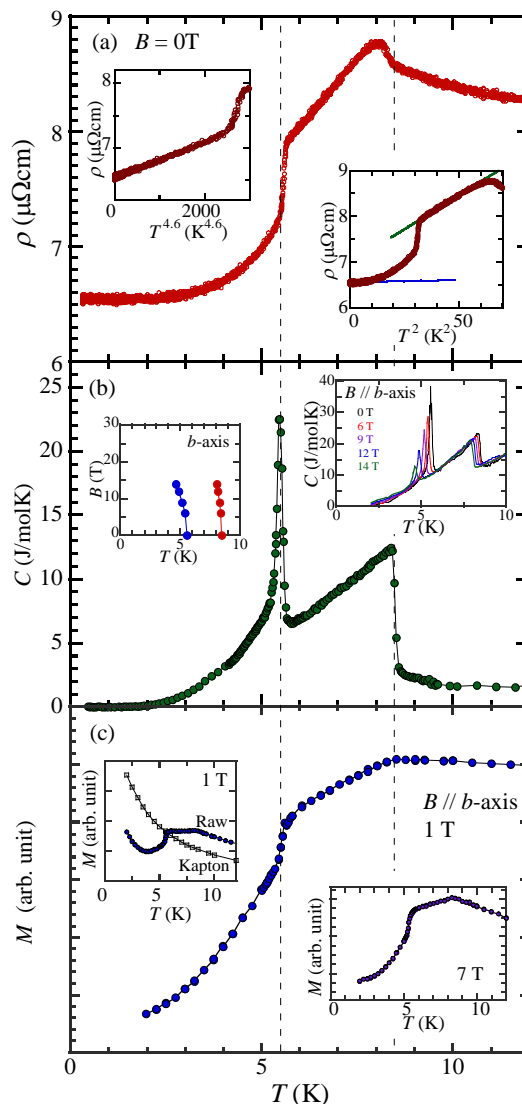 (a) B = 0T
ρ (μΩcm)
9
8
7
6
ρ (μΩcm)
8
7
0
2000
T^4.6 (K^4.6)
ρ (μΩcm)
9
8
7
6
0
50
T^2 (K^2)
(b)
C (J/molK)
25
20
15
10
5
0
B (T)
30
20
10
0
b-axis
0
5
10
T (K)
B // b-axis
0 T
6 T
9 T
12 T
14 T
C (J/molK)
40
30
20
10
0
0
5
10
T (K)
(c)
M (arb. unit)
M (arb. unit)
1 T
Raw
Kapton
0
5
10
T (K)
B // b-axis
1 T
M (arb. unit)
7 T
0
5
10
T (K)
0
5
10
T (K)